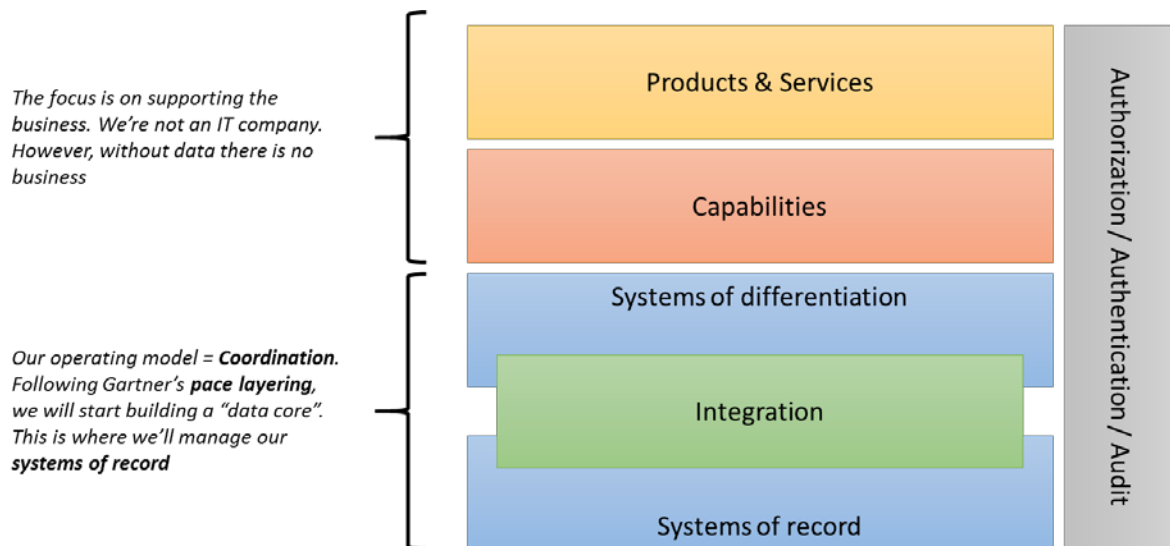 The focus is on supporting the
business. We’re not an IT company.
However, without data there is no
business
Our operating model = Coordination.
Following Gartner’s pace layering,
we will start building a “data core”.
This is where we’ll manage our
systems of record
Products & Services
Capabilities
Systems of differentiation
Integration
Systems of record
Authorization / Authentication / Audit